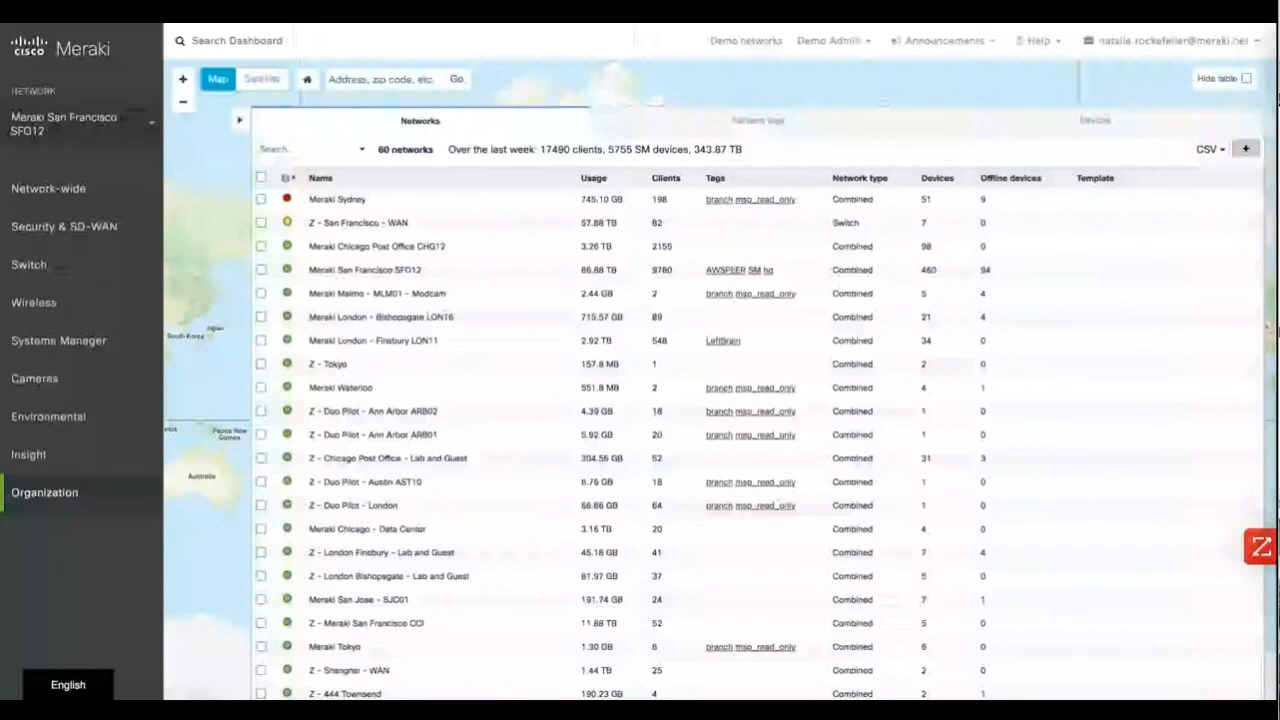 cisco Meraki
Search Dashboard
Demo networks Demo Admin Announcements Help natalie.rockefeller@meraki.net
NETWORK
Meraki San Francisco
SFO12
Network-wide
Security & SD-WAN
Switch
Wireless
Systems Manager
Cameras
Environmental
Insight
Organization
English
+
−
Map Satellite Address, zip code, etc. Go Hide table
Networks Network tags Devices
Search... 60 networks Over the last week: 17490 clients, 5755 SM devices, 343.87 TB CSV +
Name Usage Clients Tags Network type Devices Offline devices Template
Meraki Sydney 745.10 GB 198 branch msp_read_only Combined 51 9
Z - San Francisco - WAN 57.88 TB 82 Switch 7 0
Meraki Chicago Post Office CHG12 3.26 TB 2155 Combined 98 0
Meraki San Francisco SFO12 86.88 TB 9780 AWSPEER SM hq Combined 460 94
Meraki Malmo - MLM01 - Modcam 2.44 GB 2 branch msp_read_only Combined 5 4
Meraki London - Bishopsgate LON16 715.57 GB 89 Combined 21 4
Meraki London - Finsbury LON11 2.92 TB 548 LeftBrain Combined 34 0
Z - Tokyo 157.8 MB 1 Combined 2 0
Meraki Waterloo 551.8 MB 2 branch msp_read_only Combined 4 1
Z - Duo Pilot - Ann Arbor ARB02 4.39 GB 18 branch msp_read_only Combined 1 0
Z - Duo Pilot - Ann Arbor ARB01 5.92 GB 20 branch msp_read_only Combined 1 0
Z - Chicago Post Office - Lab and Guest 304.56 GB 52 Combined 31 3
Z - Duo Pilot - Austin AST10 6.76 GB 18 branch msp_read_only Combined 1 0
Z - Duo Pilot - London 66.66 GB 64 branch msp_read_only Combined 1 0
Meraki Chicago - Data Center 3.16 TB 20 Combined 4 0
Z - London Finsbury - Lab and Guest 45.18 GB 41 Combined 7 4
Z - London Bishopsgate - Lab and Guest 81.97 GB 37 Combined 5 0
Meraki San Jose - SJC01 191.74 GB 24 Combined 7 1
Z - Meraki San Francisco CCI 11.88 TB 52 Combined 5 0
Meraki Tokyo 1.30 GB 6 branch msp_read_only Combined 6 0
Z - Shanghai - WAN 1.44 TB 25 Combined 2 0
Z - 444 Townsend 190.23 GB 4 Combined 2 1
South Korea
Japan
Papua New
Guinea
Australia